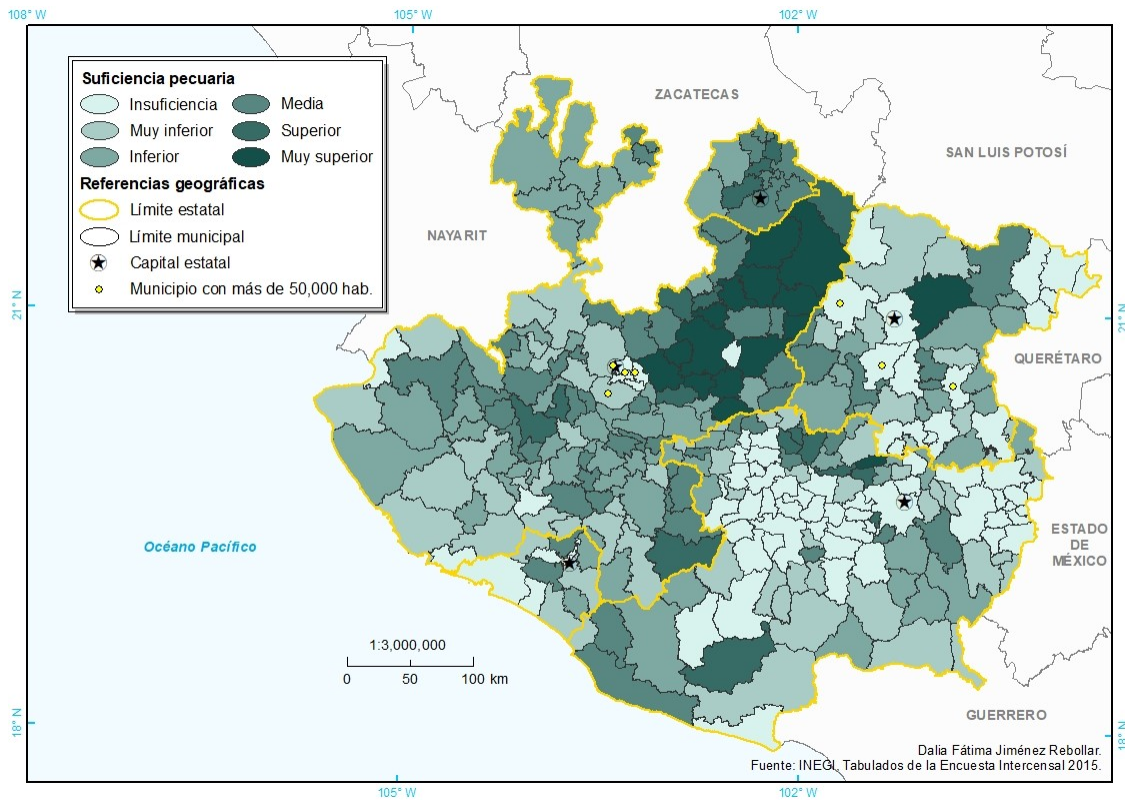 108° W
105° W
102° W
Suficiencia pecuaria
Insuficiencia
Media
Muy inferior
Superior
Inferior
Muy superior
Referencias geográficas
Límite estatal
Límite municipal
Capital estatal
Municipio con más de 50,000 hab.
ZACATECAS
SAN LUIS POTOSÍ
NAYARIT
21° N
21° N
QUERÉTARO
Océano Pacífico
ESTADO
DE
MÉXICO
1:3,000,000
0 50 100 km
GUERRERO
18° N
18° N
Dalia Fátima Jiménez Rebollar.
Fuente: INEGI, Tabulados de la Encuesta Intercensal 2015.
105° W
102° W